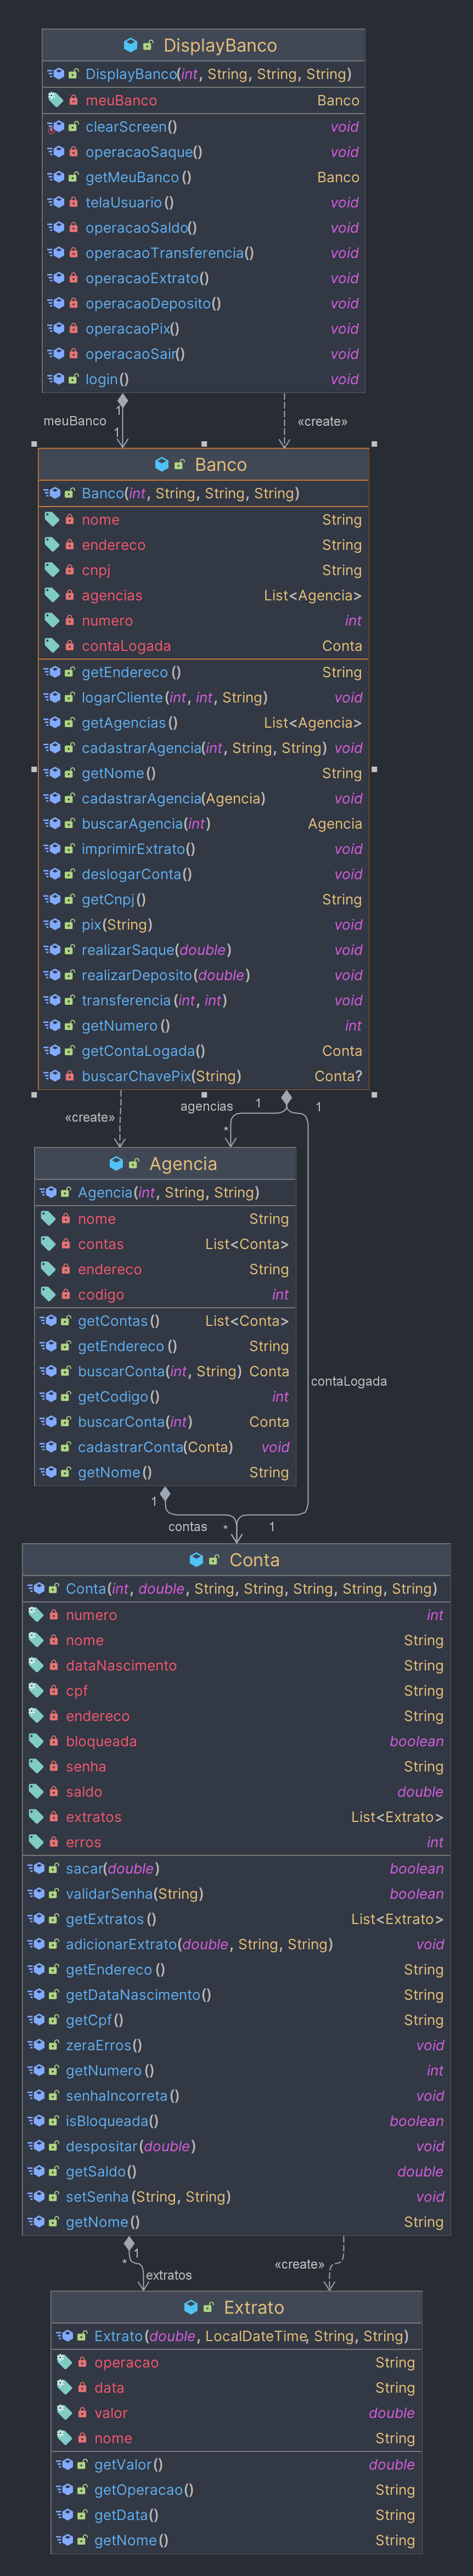 DisplayBanco
DisplayBanco(int, String, String, String)
meuBanco Banco
clearScreen() void
operacaoSaque() void
getMeuBanco() Banco
telaUsuario() void
operacaoSaldo() void
operacaoTransferencia() void
operacaoExtrato() void
operacaoDeposito() void
operacaoPix() void
operacaoSair() void
login() void
1
meuBanco 1 «create»
Banco
Banco(int, String, String, String)
nome String
endereco String
cnpj String
agencias List<Agencia>
numero int
contaLogada Conta
getEndereco() String
logarCliente(int, int, String) void
getAgencias() List<Agencia>
cadastrarAgencia(int, String, String) void
getNome() String
cadastrarAgencia(Agencia) void
buscarAgencia(int) Agencia
imprimirExtrato() void
deslogarConta() void
getCnpj() String
pix(String) void
realizarSaque(double) void
realizarDeposito(double) void
transferencia(int, int) void
getNumero() int
getContaLogada() Conta
buscarChavePix(String) Conta?
agencias 1 1
«create» *
Agencia
Agencia(int, String, String)
nome String
contas List<Conta>
endereco String
codigo int
getContas() List<Conta>
getEndereco() String
buscarConta(int, String) Conta
contaLogada
getCodigo() int
buscarConta(int) Conta
cadastrarConta(Conta) void
getNome() String
1
contas * 1
Conta
Conta(int, double, String, String, String, String, String)
numero int
nome String
dataNascimento String
cpf String
endereco String
bloqueada boolean
senha String
saldo double
extratos List<Extrato>
erros int
sacar(double) boolean
validarSenha(String) boolean
getExtratos() List<Extrato>
adicionarExtrato(double, String, String) void
getEndereco() String
getDataNascimento() String
getCpf() String
zeraErros() void
getNumero() int
senhaIncorreta() void
isBloqueada() boolean
despositar(double) void
getSaldo() double
setSenha(String, String) void
getNome() String
1
* «create»
extratos
Extrato
Extrato(double, LocalDateTime, String, String)
operacao String
data String
valor double
nome String
getValor() double
getOperacao() String
getData() String
getNome() String